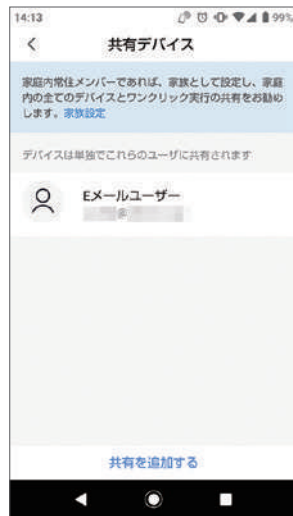 14:13
99%
共有デバイス
家庭内常住メンバーであれば、家族として設定し、家庭
内の全てのデバイスとワンクリック実行の共有をお勧め
します。家族設定
デバイスは単独でこれらのユーザに共有されます
Eメールユーザー
共有を追加する